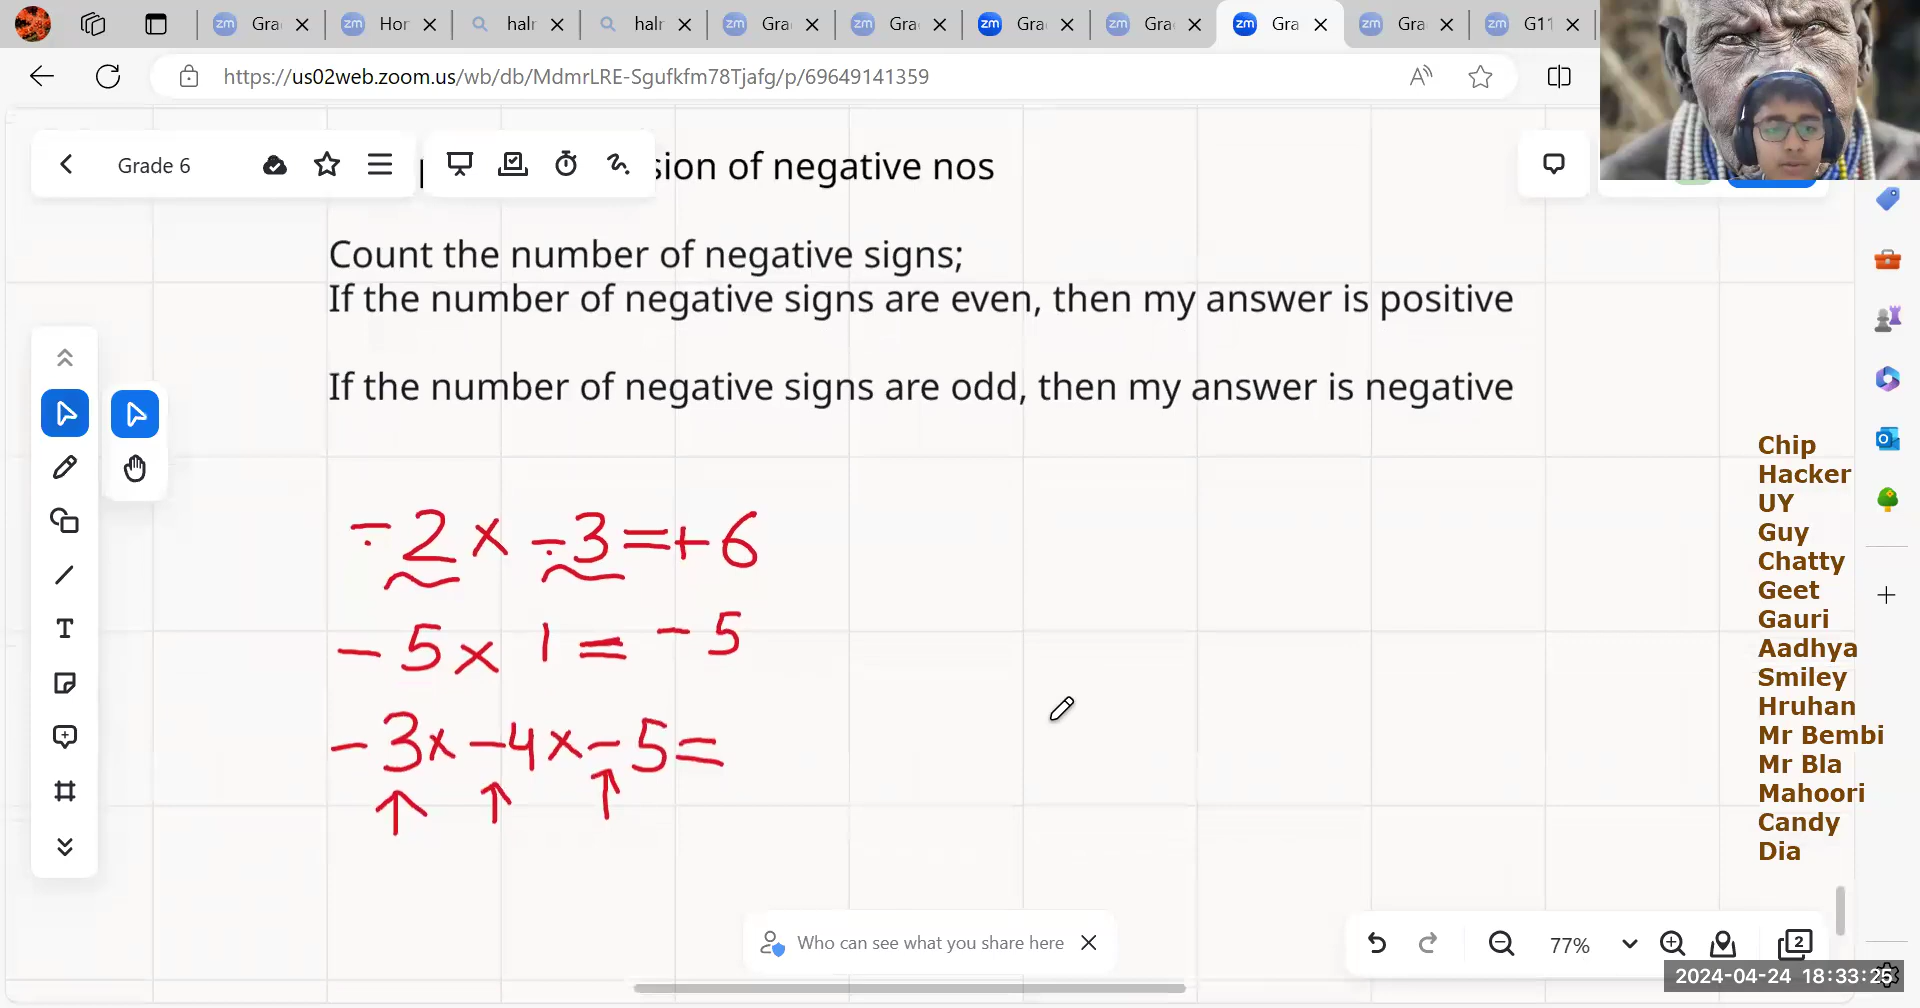 Gra Hor halr halr Gra Gra Gra Gra Gra Gra G11
https://us02web.zoom.us/wb/db/MdmrLRE-Sgufkfm78Tjafg/p/69649141359
Grade 6
sion of negative nos
Count the number of negative signs;
If the number of negative signs are even, then my answer is positive
If the number of negative signs are odd, then my answer is negative
-2 x -3 = +6
-5 x 1 = -5
-3 x -4 x -5 =
Chip
Hacker
UY
Guy
Chatty
Geet
Gauri
Aadhya
Smiley
Hruhan
Mr Bembi
Mr Bla
Mahoori
Candy
Dia
Who can see what you share here
77%
2
2024-04-24 18:33:25